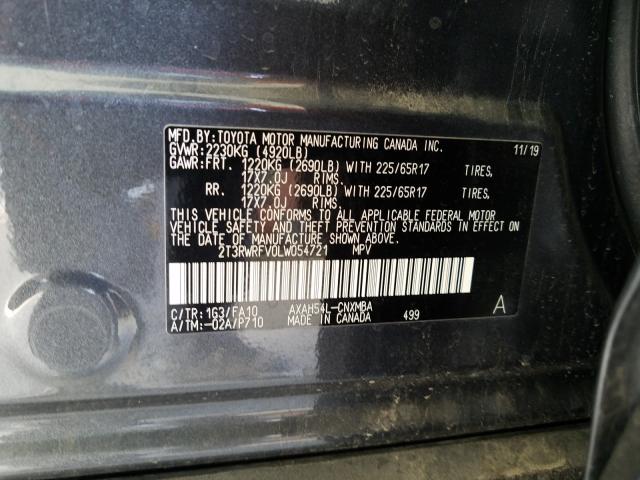 MFD.BY:TOYOTA MOTOR MANUFACTURING CANADA INC. 11/19
GVWR:2230KG (4920LB)
GAWR:FRT. 1220KG (2690LB) WITH 225/65R17 TIRES,
17X7.0J RIMS.
RR. 1220KG (2690LB) WITH 225/65R17 TIRES,
17X7.0J RIMS.
THIS VEHICLE CONFORMS TO ALL APPLICABLE FEDERAL MOTOR
VEHICLE SAFETY AND THEFT PREVENTION STANDARDS IN EFFECT ON
THE DATE OF MANUFACTURE SHOWN ABOVE.
2T3RWRFV0LW054721 MPV
C/TR:1G3/FA10 AXAH54L-CNXMBA A
A/TM:-02A/P710 MADE IN CANADA 499